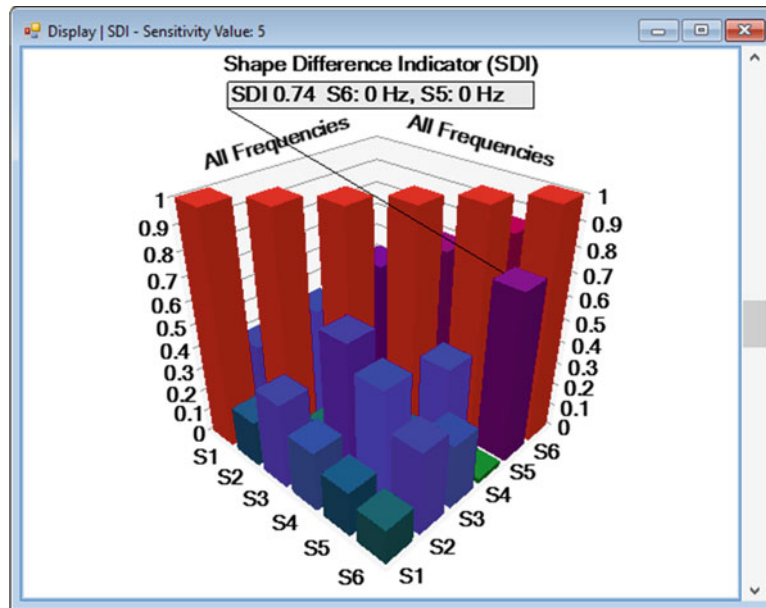 Display | SDI - Sensitivity Value: 5
Shape Difference Indicator (SDI)
SDI 0.74 S6: 0 Hz, S5: 0 Hz
All Frequencies
All Frequencies
1
0.9
0.8
0.7
0.6
0.5
0.4
0.3
0.2
0.1
0
1
0.9
0.8
0.7
0.6
0.5
0.4
0.3
0.2
0.1
0
S1
S2
S3
S4
S5
S6
S6
S5
S4
S3
S2
S1